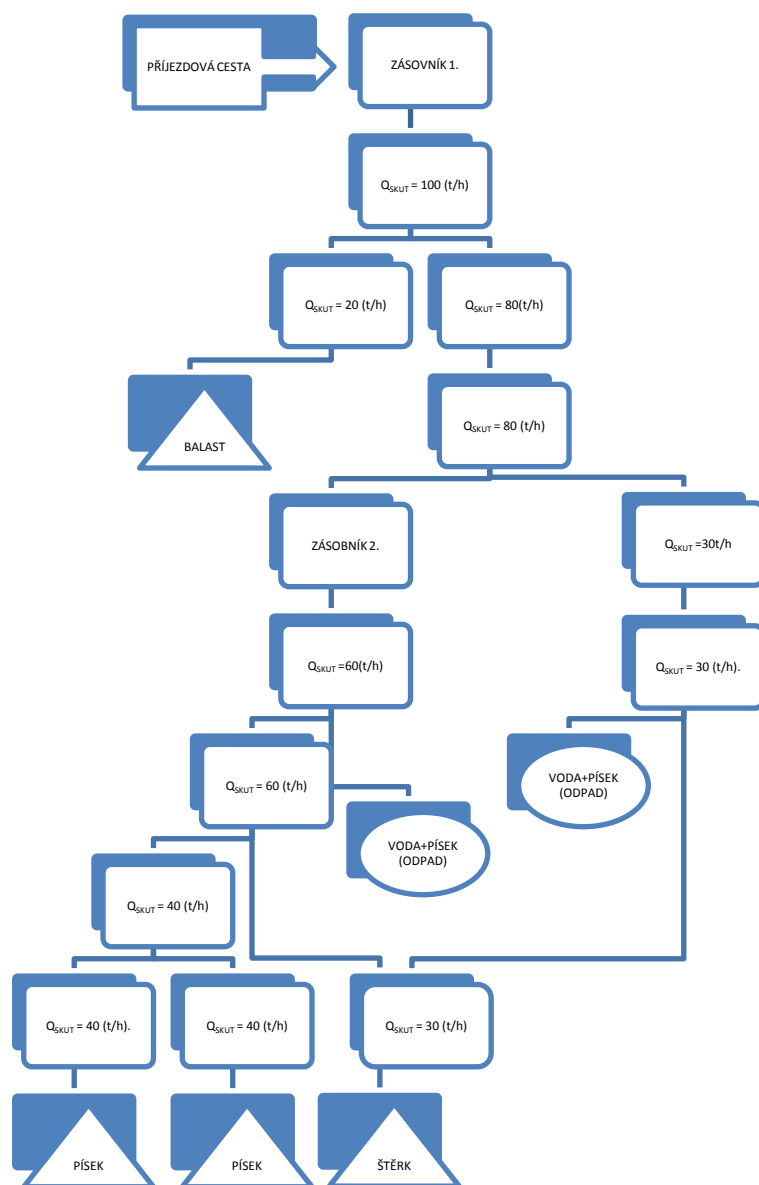 PŘÍJEZDOVÁ CESTA
ZÁSOVNÍK 1.
QSKUT = 100 (t/h)
QSKUT = 20 (t/h)
QSKUT = 80(t/h)
BALAST
QSKUT = 80 (t/h)
ZÁSOBNÍK 2.
QSKUT =30t/h
QSKUT =60(t/h)
QSKUT = 30 (t/h).
QSKUT = 60 (t/h)
VODA+PÍSEK
(ODPAD)
VODA+PÍSEK
(ODPAD)
QSKUT = 40 (t/h)
QSKUT = 40 (t/h).
QSKUT = 40 (t/h)
QSKUT = 30 (t/h)
PÍSEK
PÍSEK
ŠTĚRK